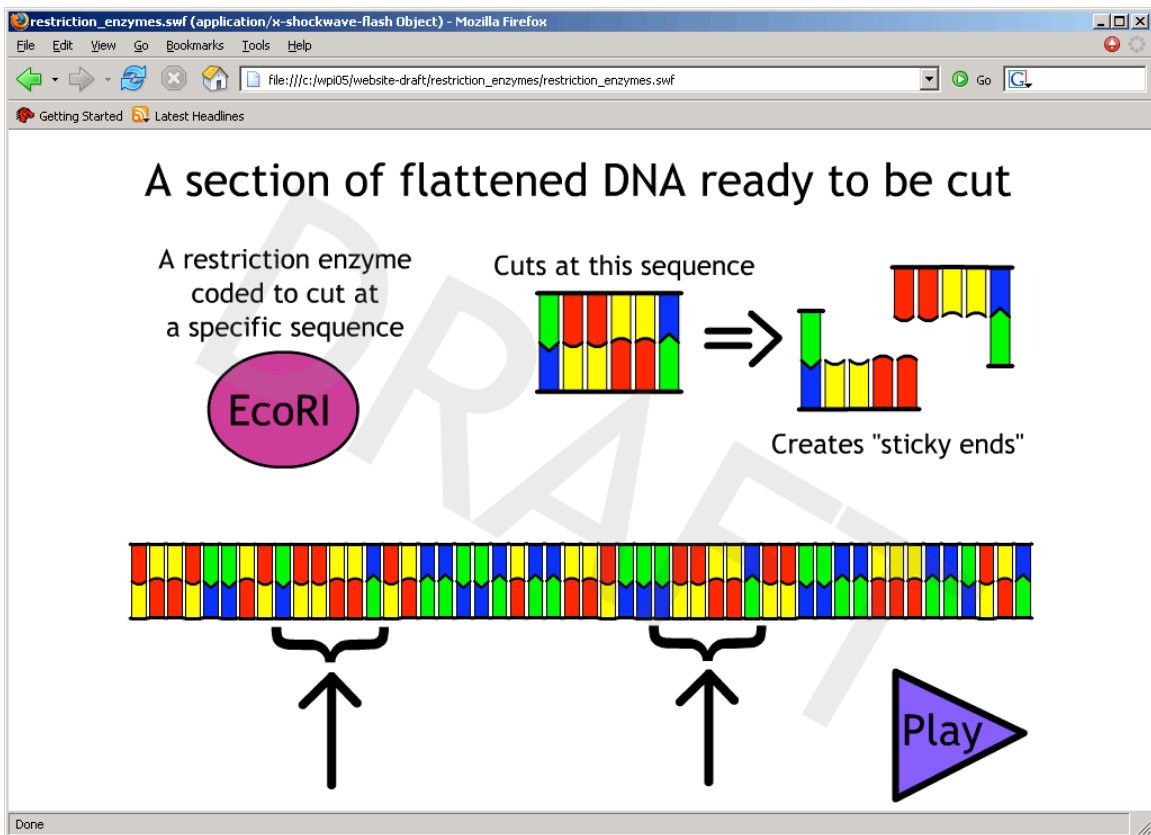 restriction_enzymes.swf (application/x-shockwave-flash Object) - Mozilla Firefox
File Edit View Go Bookmarks Tools Help
file:///c:/wpi05/website-draft/restriction_enzymes/restriction_enzymes.swf Go G
Getting Started Latest Headlines
A section of flattened DNA ready to be cut
A restriction enzyme
coded to cut at
a specific sequence
EcoRI
Cuts at this sequence
Creates "sticky ends"
DRAFT
Play
Done